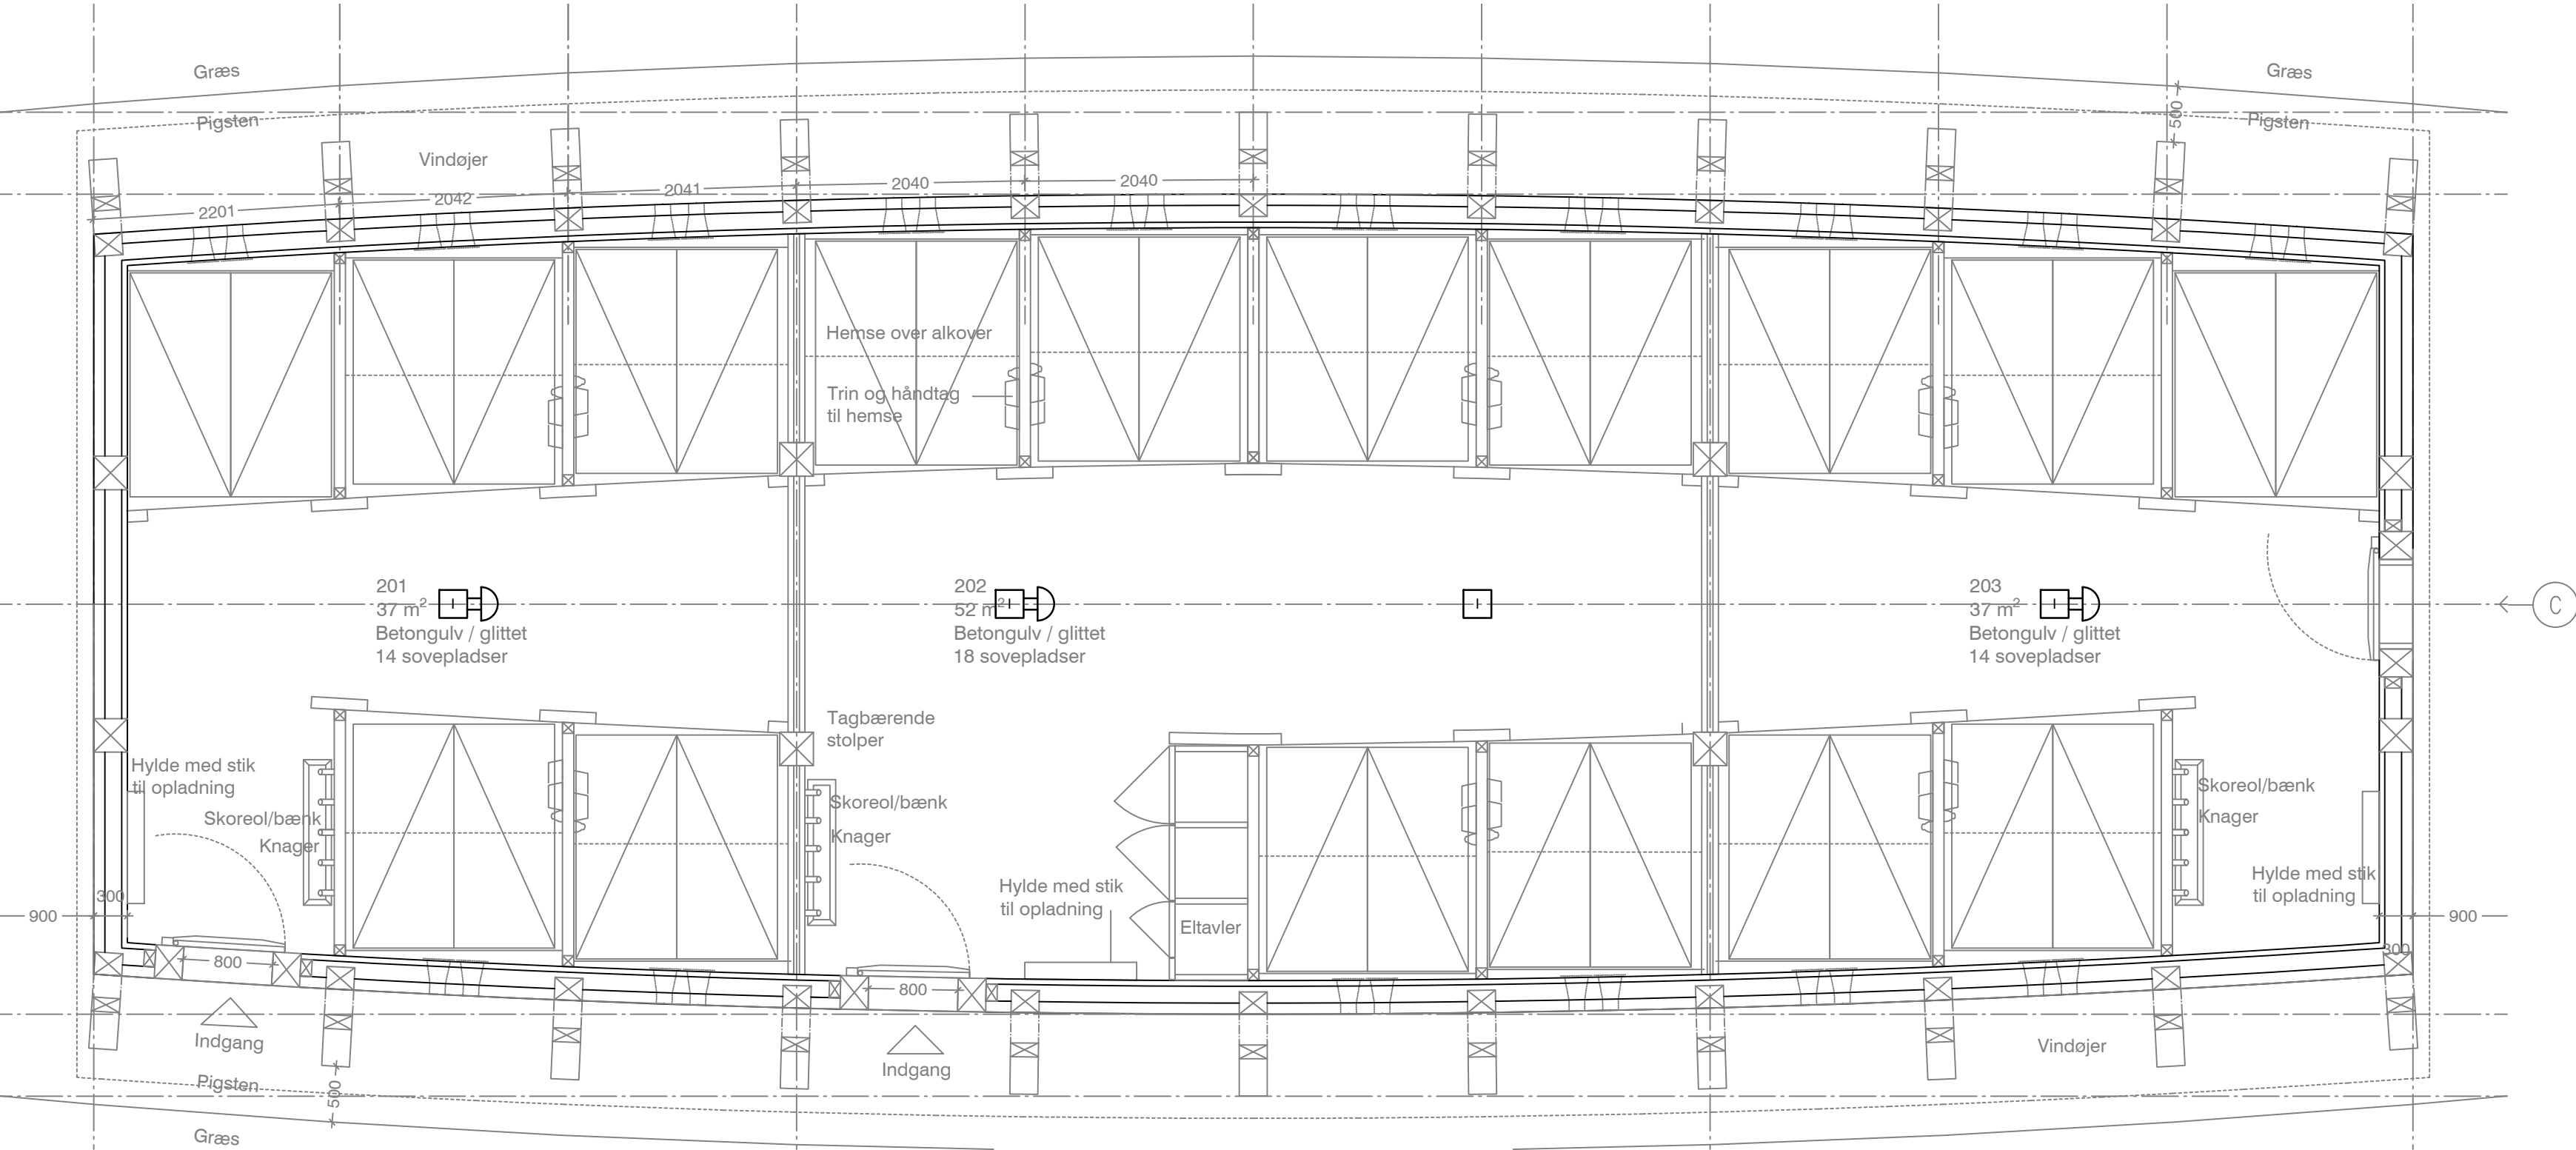 Græs
Græs
Pigsten
500
Pigsten
Vindøjer
2201
2042
2041
2040
2040
Hemse over alkover
Trin og håndtag
til hemse
201
37 m²
Betongulv / glittet
14 sovepladser
202
52 m²
Betongulv / glittet
18 sovepladser
203
37 m²
Betongulv / glittet
14 sovepladser
C
Tagbærende
stolper
Hylde med stik
til opladning
Skoreol/bænk
Knager
Skoreol/bænk
Knager
Skoreol/bænk
Knager
Hylde med stik
til opladning
Eltavler
Hylde med stik
til opladning
300
900
900
300
800
800
Indgang
Indgang
Vindøjer
Pigsten
500
Græs